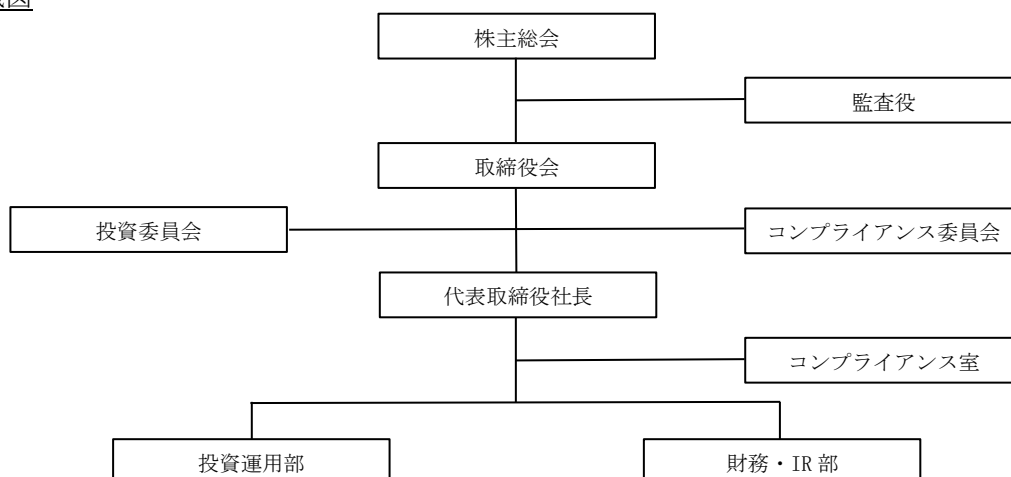 株主総会
監査役
取締役会
投資委員会
コンプライアンス委員会
代表取締役社長
コンプライアンス室
投資運用部
財務・IR部